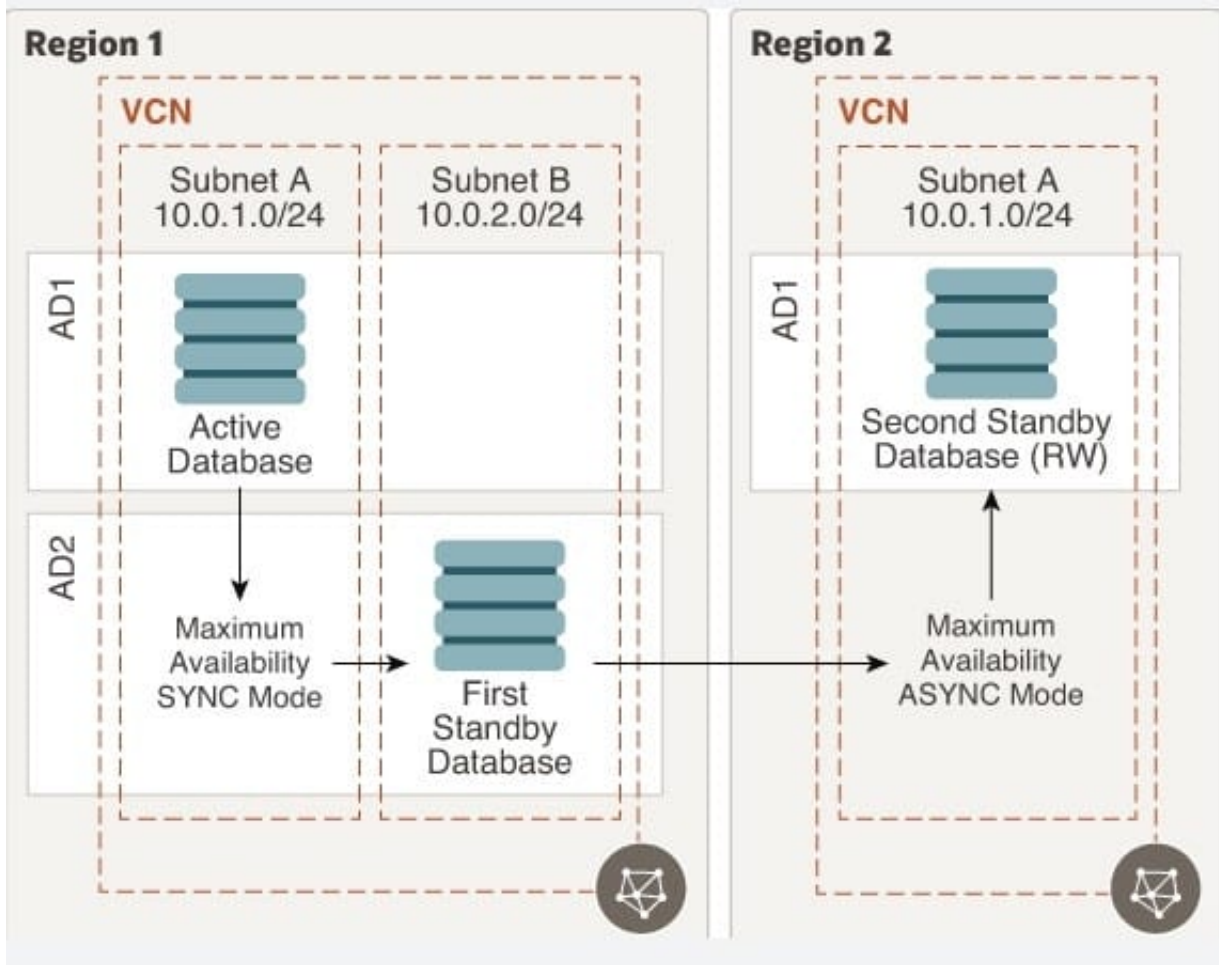 Region 1
VCN
Subnet A
10.0.1.0/24
Subnet B
10.0.2.0/24
AD1
Active
Database
AD2
Maximum
Availability
SYNC Mode
First
Standby
Database
Region 2
VCN
Subnet A
10.0.1.0/24
AD1
Second Standby
Database (RW)
Maximum
Availability
ASYNC Mode